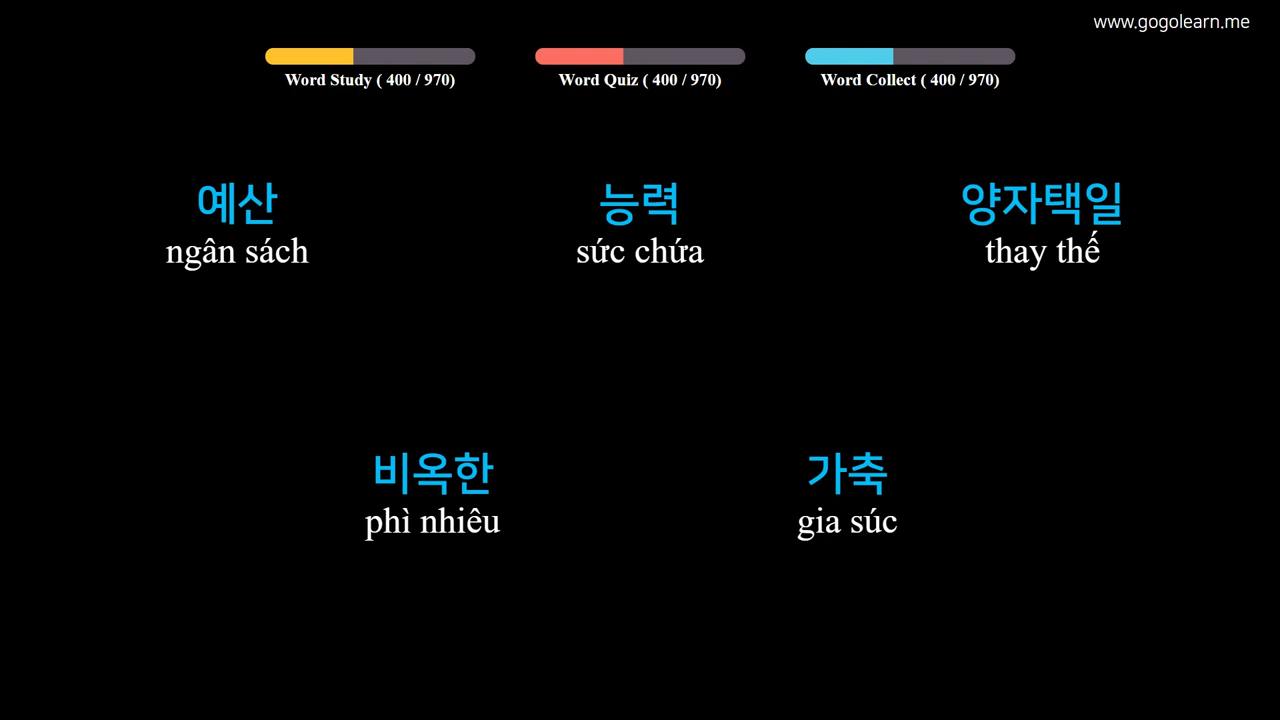 www.gogolearn.me
Word Study ( 400 / 970)
Word Quiz ( 400 / 970)
Word Collect ( 400 / 970)
예산
ngân sách
능력
sức chứa
양자택일
thay thế
비옥한
phì nhiêu
가축
gia súc